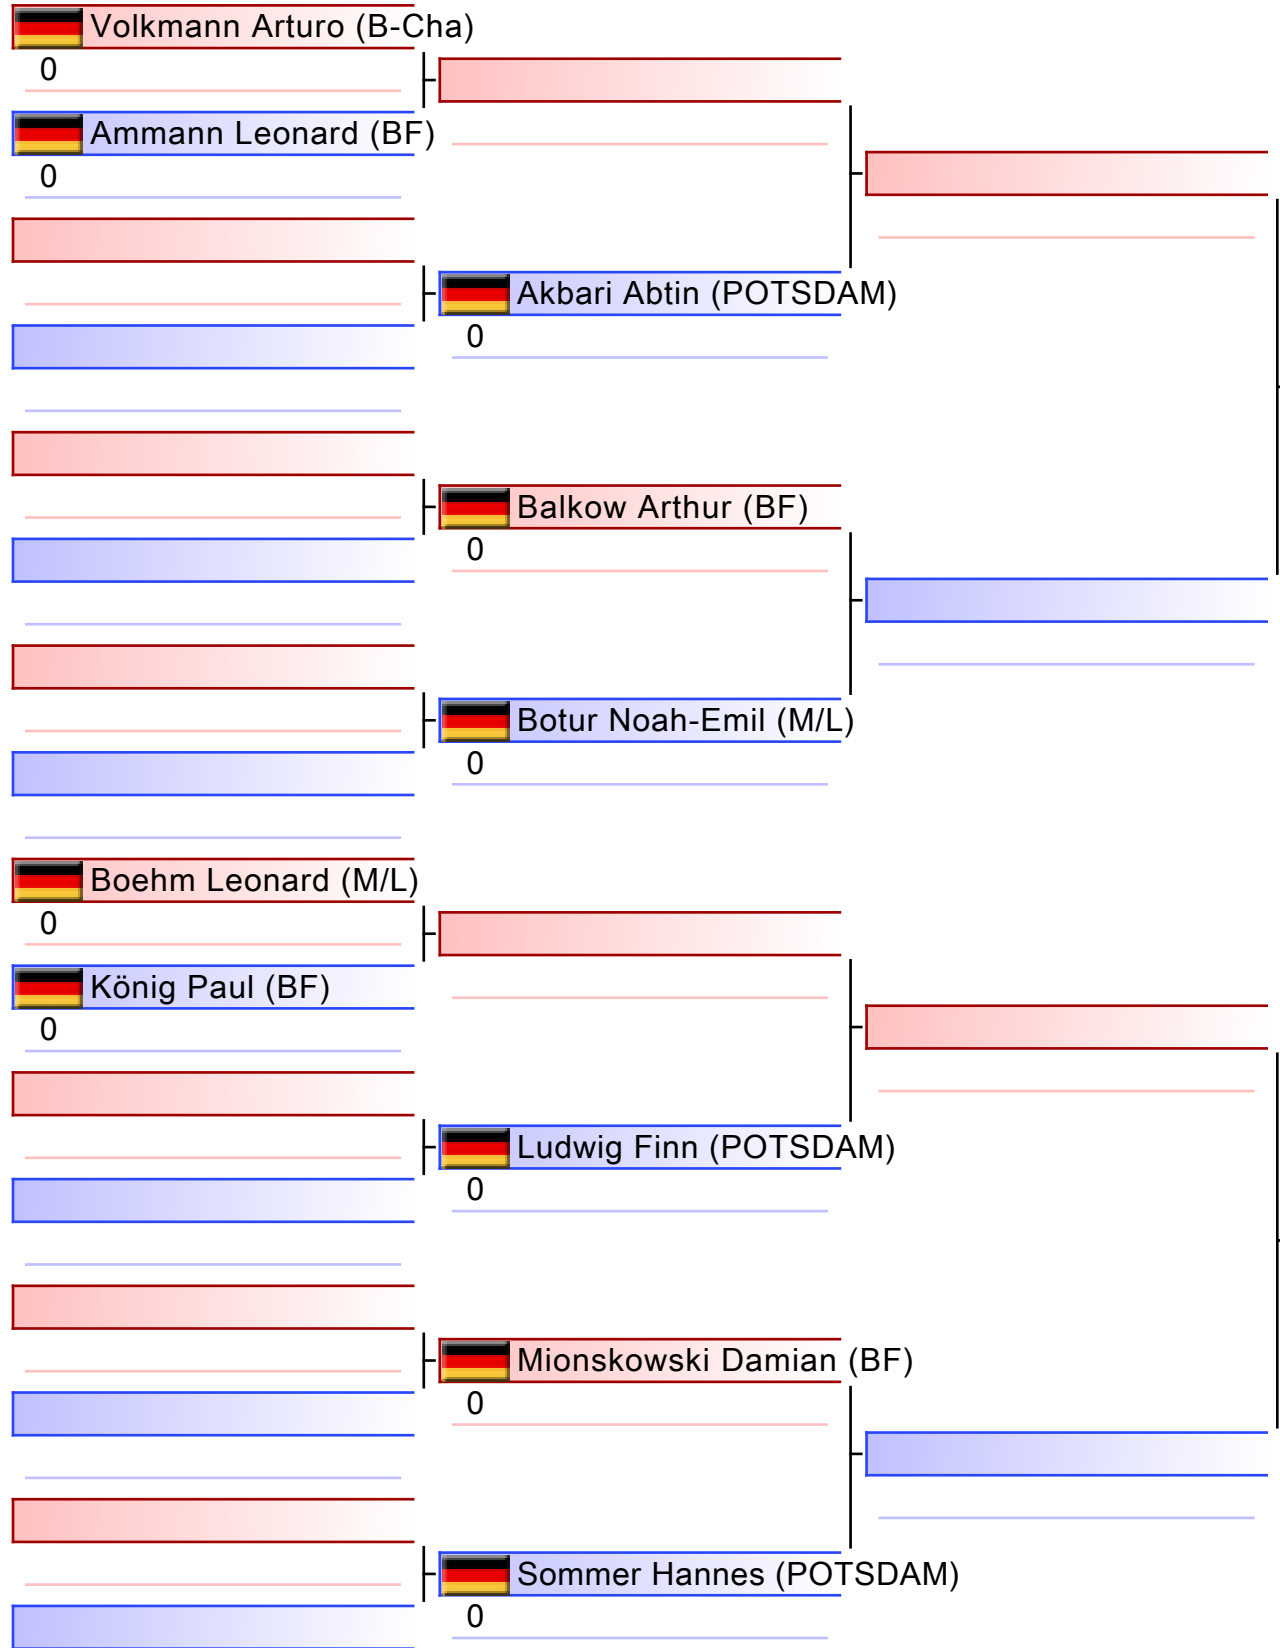 Volkmann Arturo (B-Cha)
0
Ammann Leonard (BF)
0
Akbari Abtin (POTSDAM)
0
Balkow Arthur (BF)
0
Botur Noah-Emil (M/L)
0
Boehm Leonard (M/L)
0
König Paul (BF)
0
Ludwig Finn (POTSDAM)
0
Mionskowski Damian (BF)
0
Sommer Hannes (POTSDAM)
0